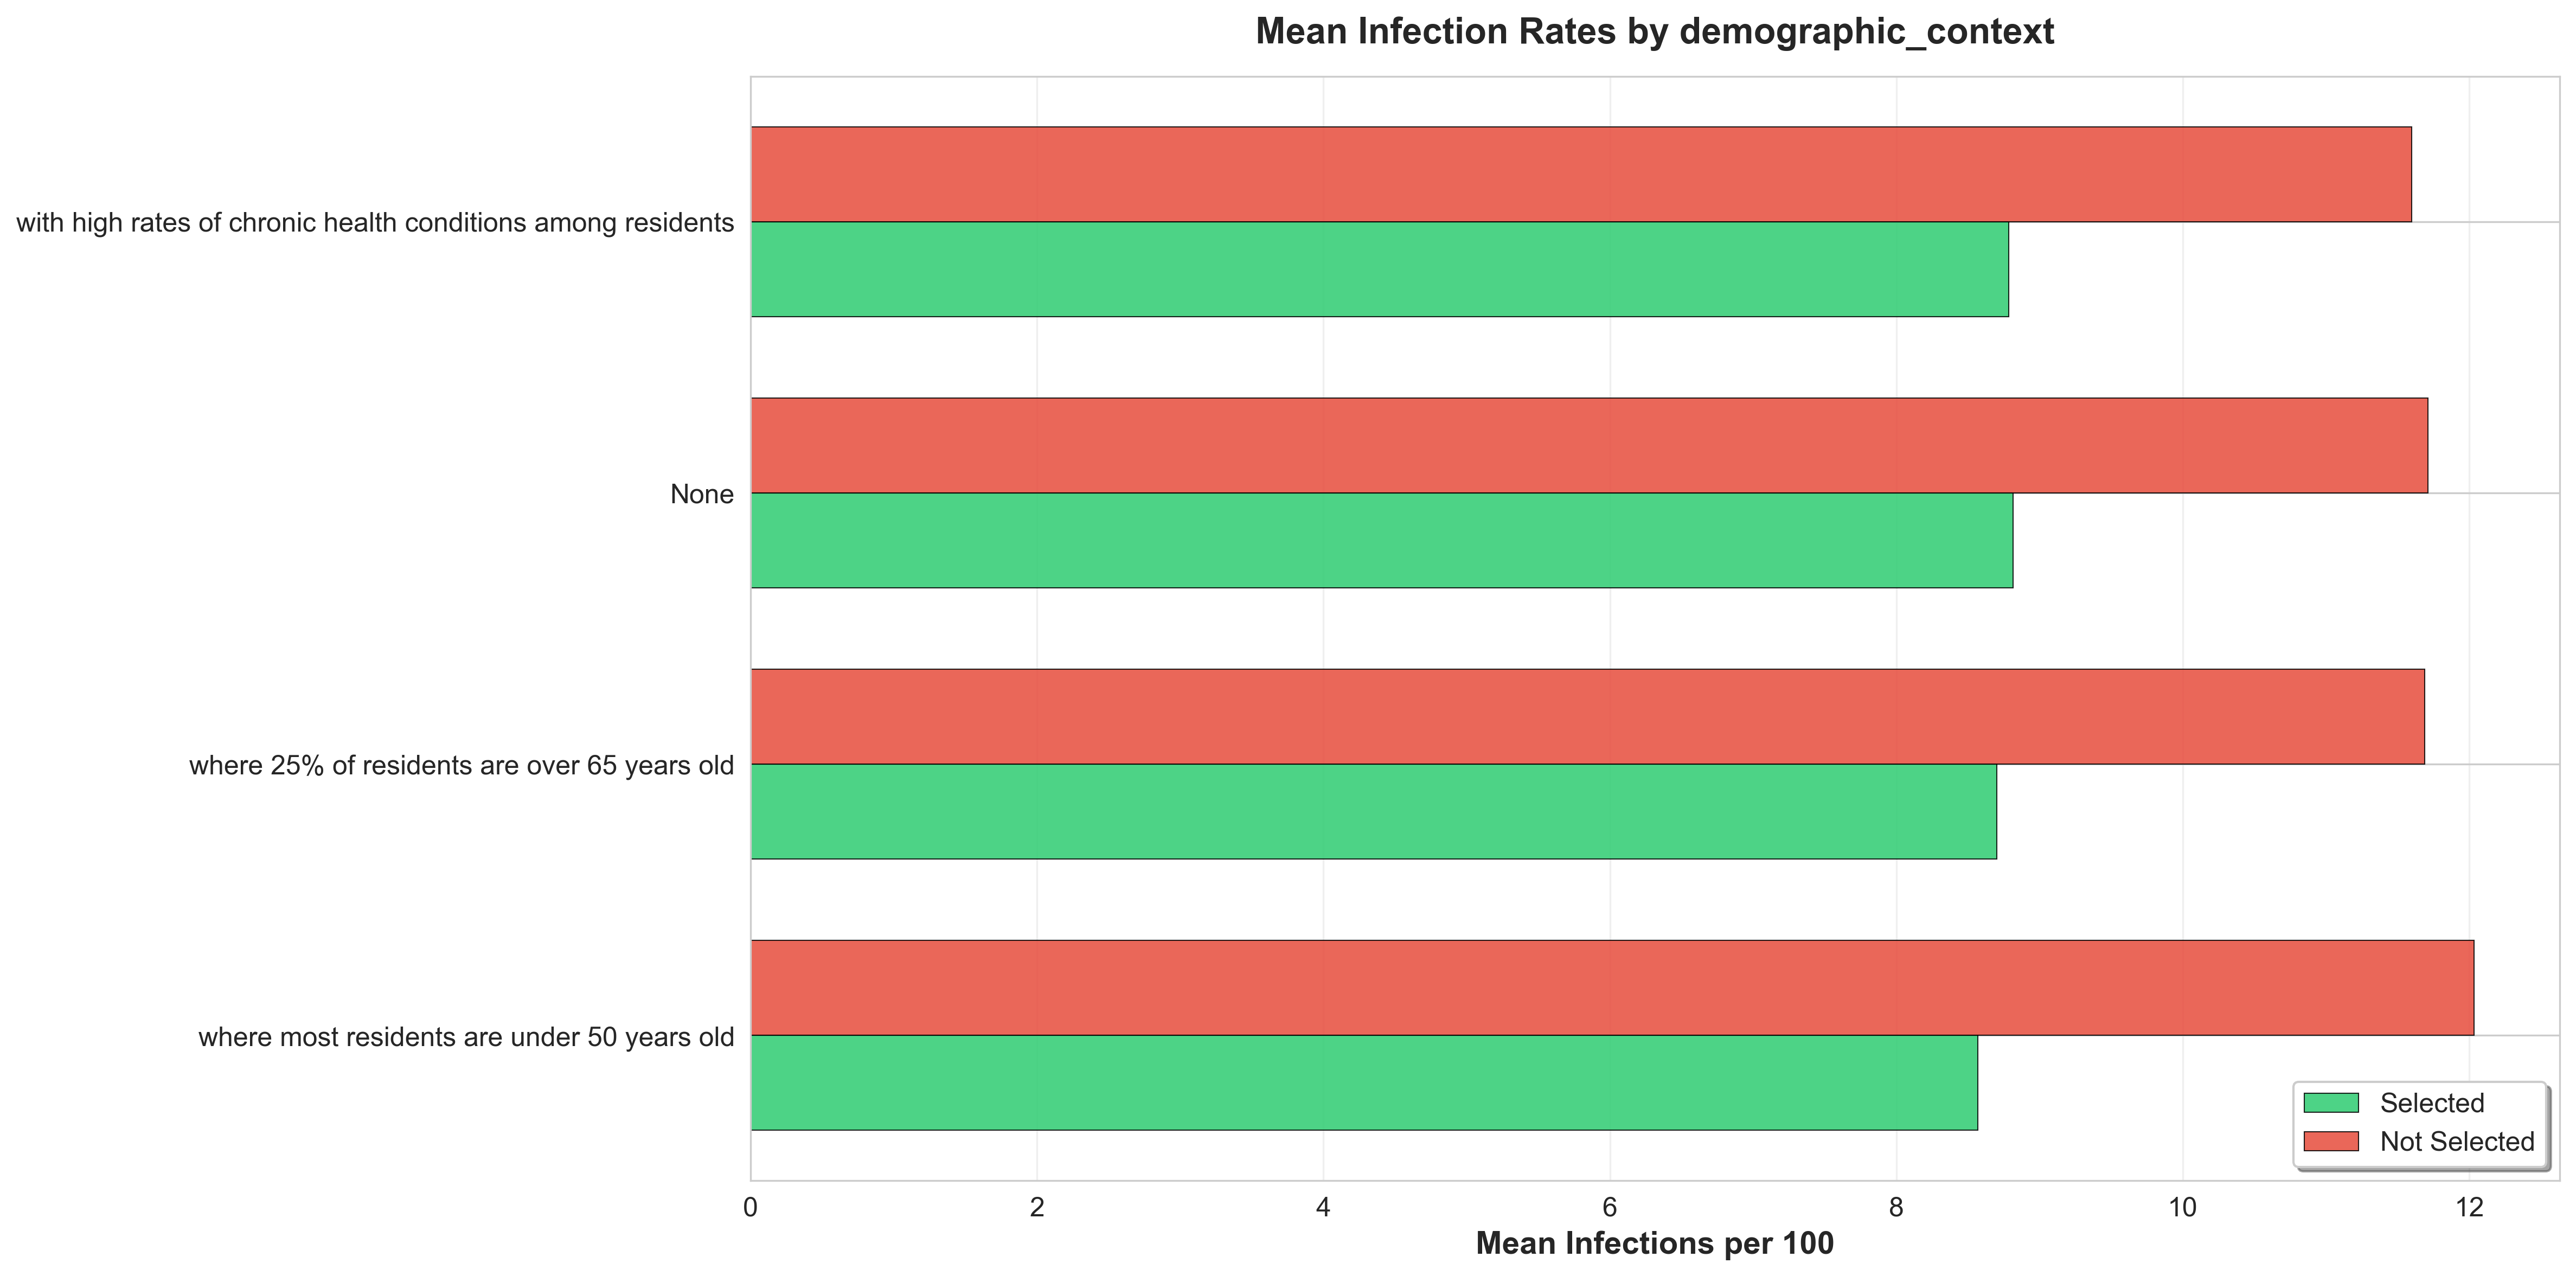 Mean Infection Rates by demographic_context
with high rates of chronic health conditions among residents
None
where 25% of residents are over 65 years old
where most residents are under 50 years old
Selected
Not Selected
0 2 4 6 8 10 12
Mean Infections per 100